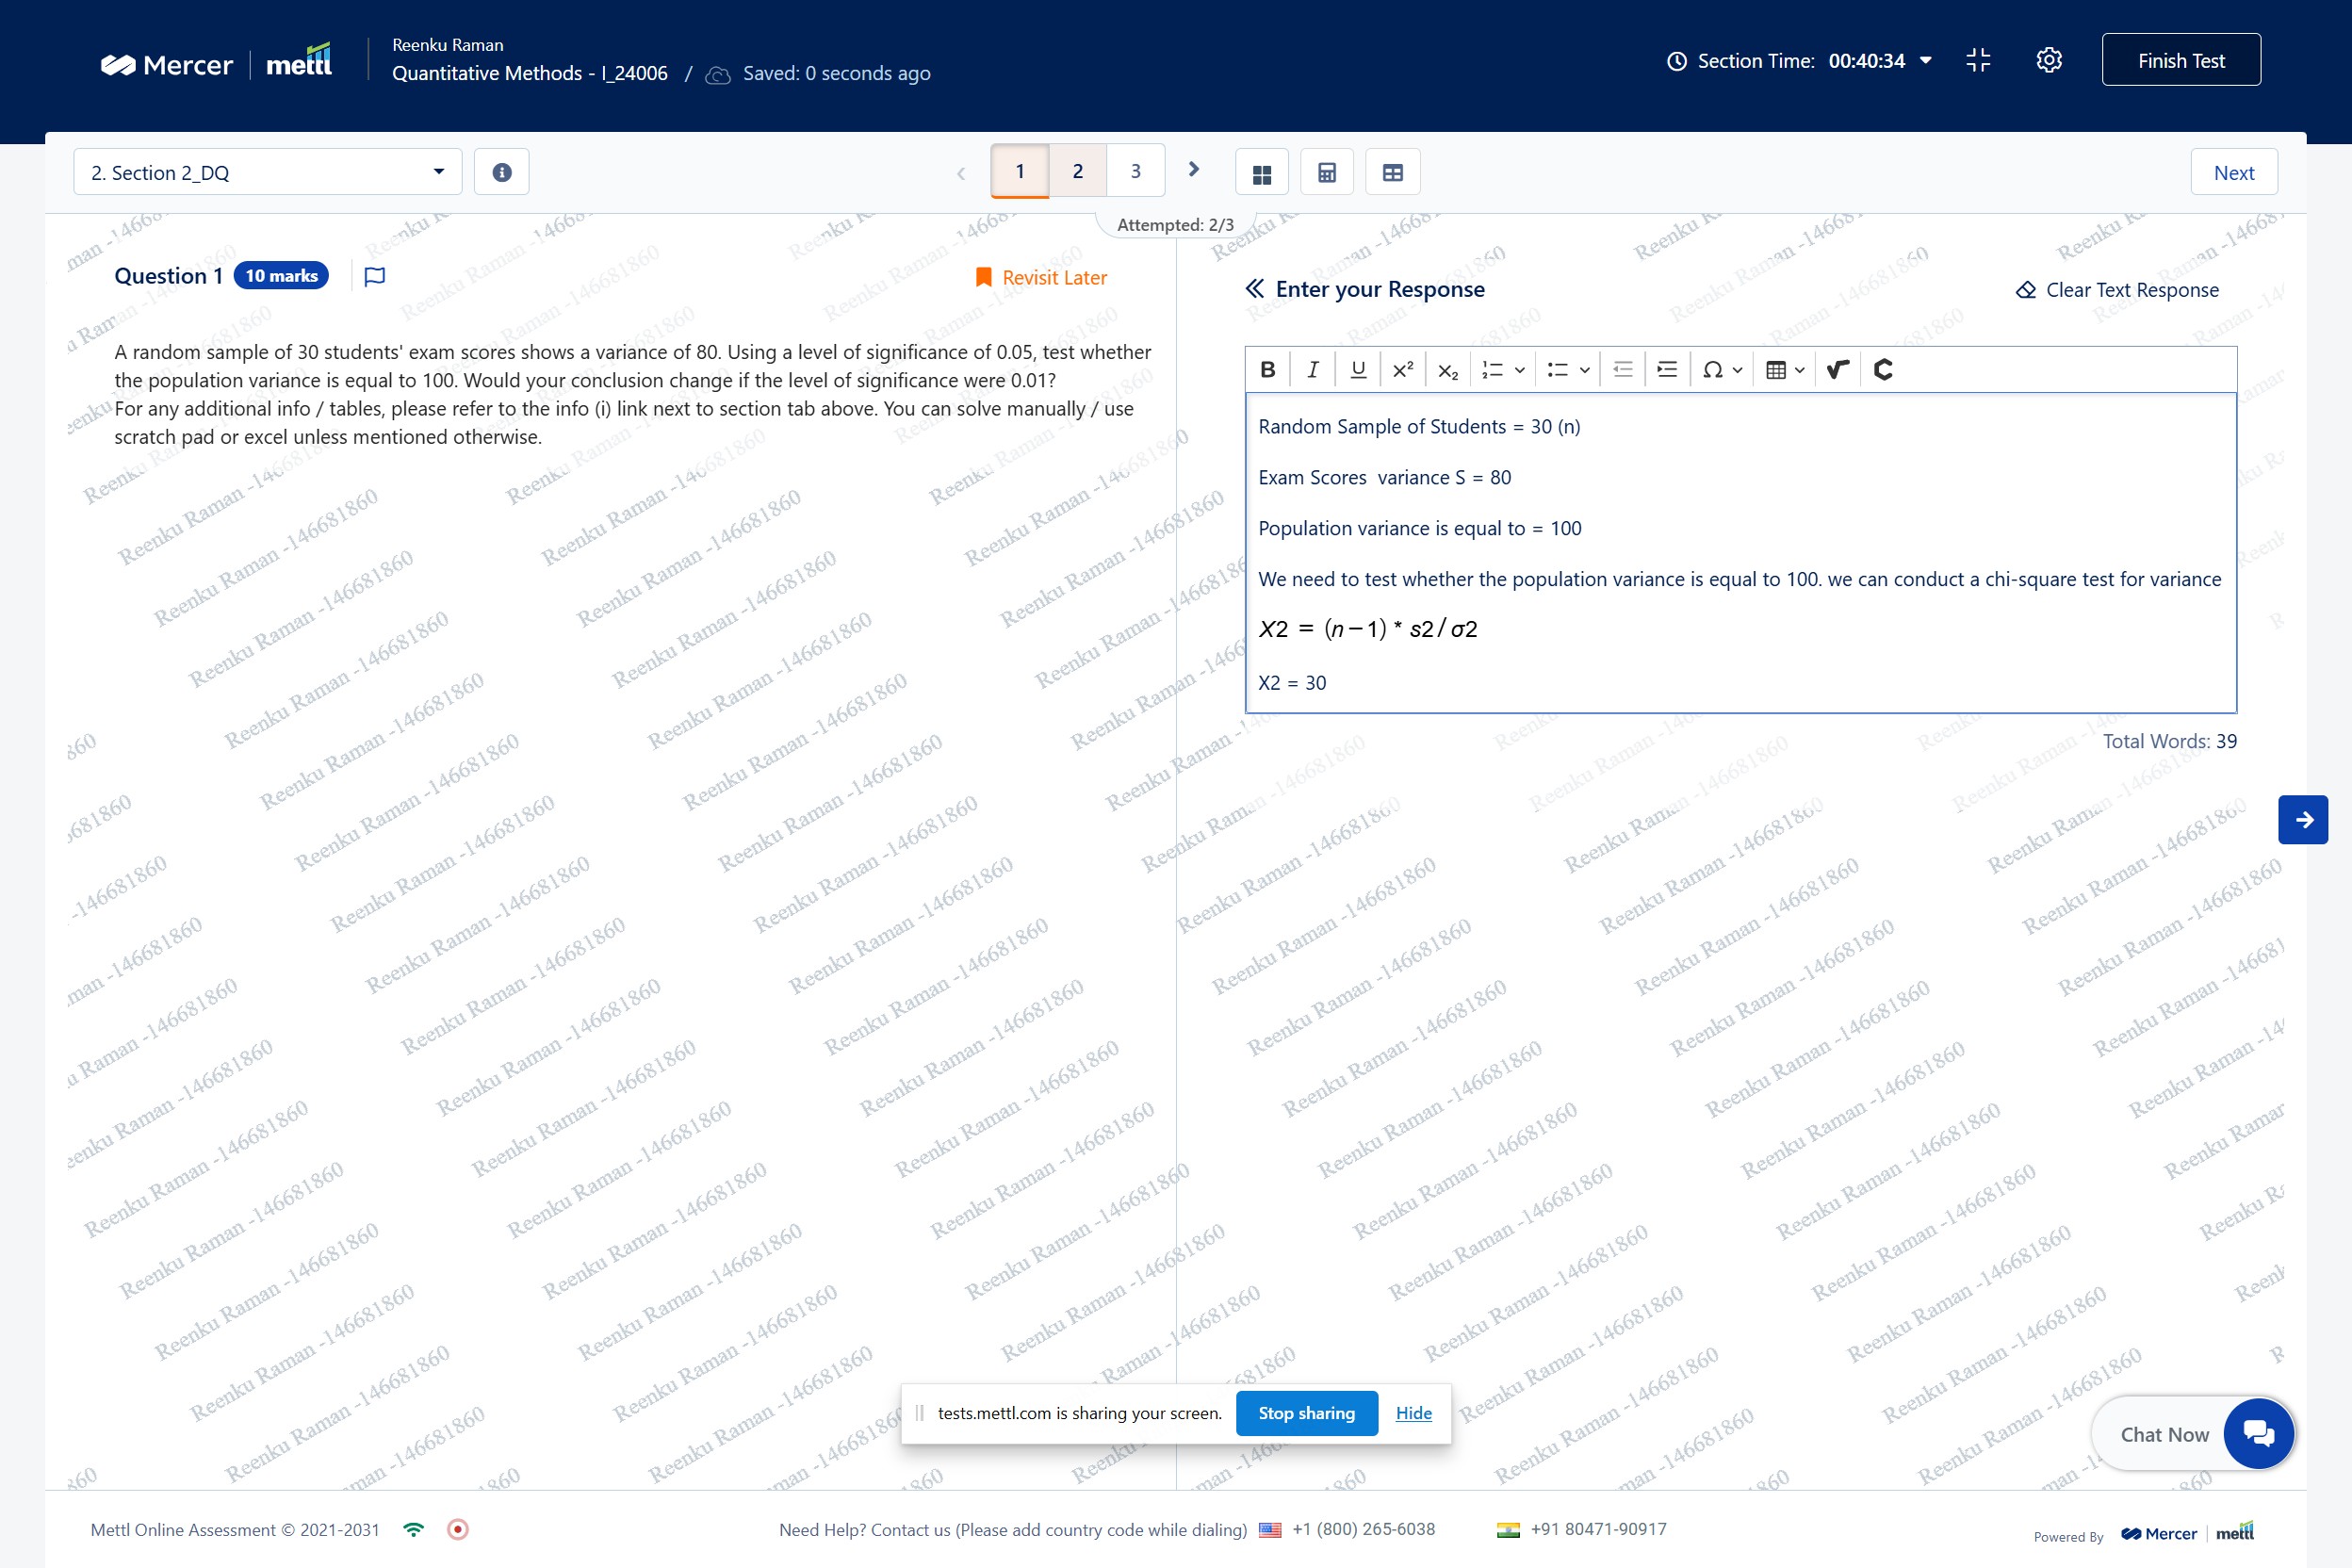 Mercer mettl
Reenku Raman
Quantitative Methods - I_24006 / Saved: 0 seconds ago
Section Time: 00:40:34
Finish Test
2. Section 2_DQ
1 2 3
Next
Attempted: 2/3
Question 1 10 marks
Revisit Later
A random sample of 30 students' exam scores shows a variance of 80. Using a level of significance of 0.05, test whether
the population variance is equal to 100. Would your conclusion change if the level of significance were 0.01?
For any additional info / tables, please refer to the info (i) link next to section tab above. You can solve manually / use
scratch pad or excel unless mentioned otherwise.
Enter your Response
Clear Text Response
B I U X² X₂ Ω
Random Sample of Students = 30 (n)
Exam Scores variance S = 80
Population variance is equal to = 100
We need to test whether the population variance is equal to 100. we can conduct a chi-square test for variance
X2 = (n−1) * s2/σ2
X2 = 30
Total Words: 39
Reenku Raman -146681860
tests.mettl.com is sharing your screen. Stop sharing Hide
Chat Now
Mettl Online Assessment © 2021-2031
Need Help? Contact us (Please add country code while dialing) +1 (800) 265-6038 +91 80471-90917
Powered By Mercer mettl